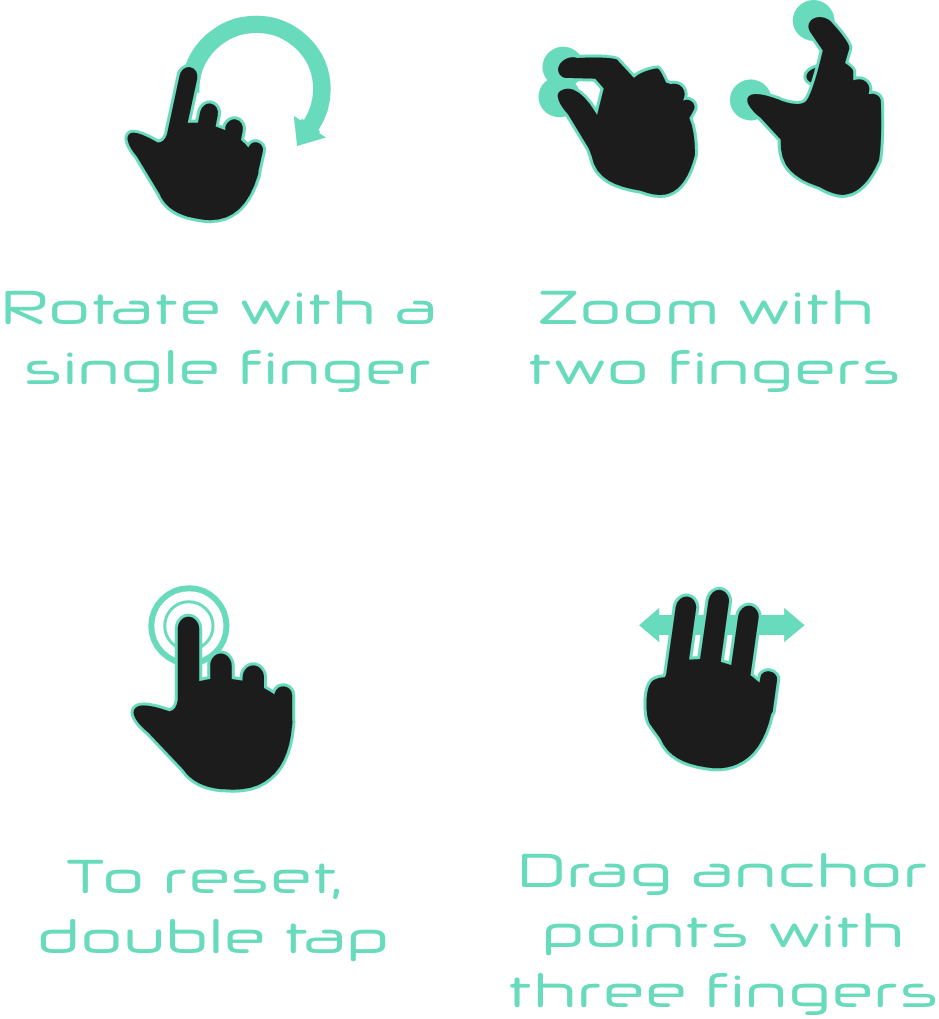 Rotate with a
single finger
Zoom with
two fingers
To reset,
double tap
Drag anchor
points with
three fingers